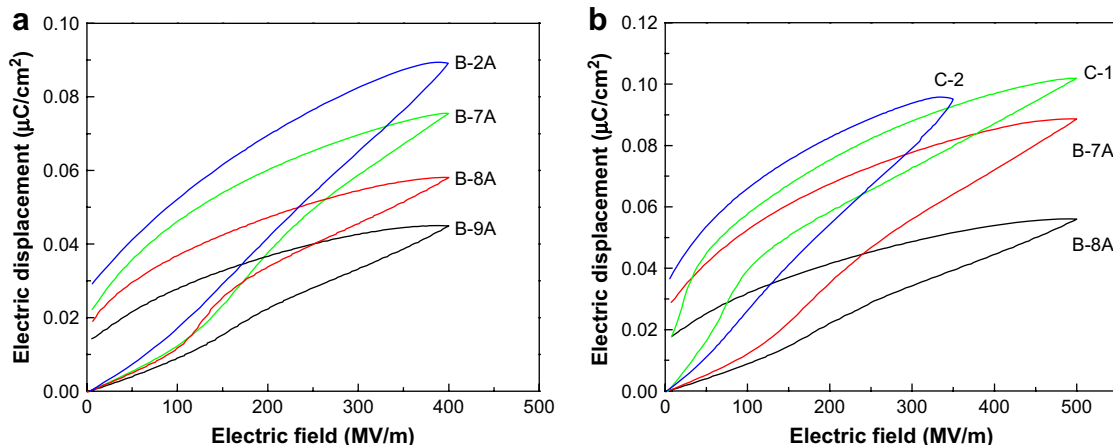 a
0.10
0.08
0.06
0.04
0.02
0.00
0
100
200
300
400
500
Electric displacement (μC/cm²)
Electric field (MV/m)
B-2A
B-7A
B-8A
B-9A
b
0.12
0.10
0.08
0.06
0.04
0.02
0.00
0
100
200
300
400
500
Electric displacement (μC/cm²)
Electric field (MV/m)
C-2
C-1
B-7A
B-8A